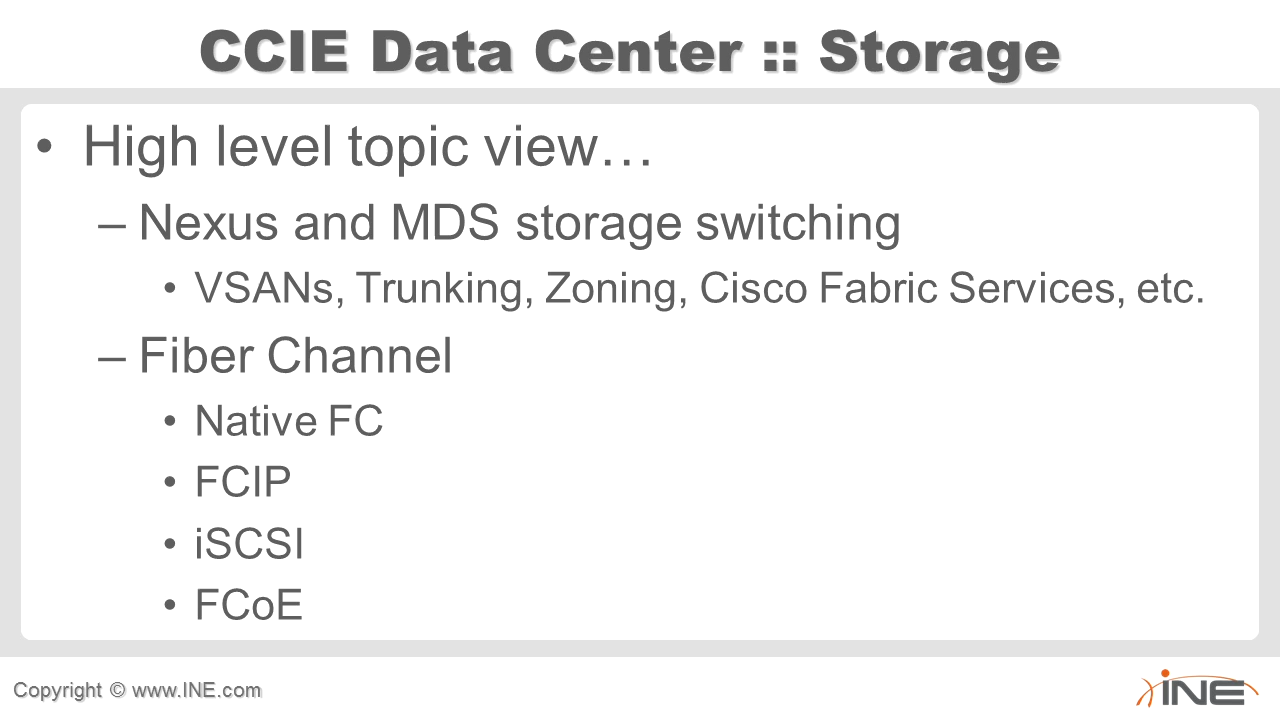 CCIE Data Center :: Storage
• High level topic view…
– Nexus and MDS storage switching
• VSANs, Trunking, Zoning, Cisco Fabric Services, etc.
– Fiber Channel
• Native FC
• FCIP
• iSCSI
• FCoE
Copyright © www.INE.com
INE